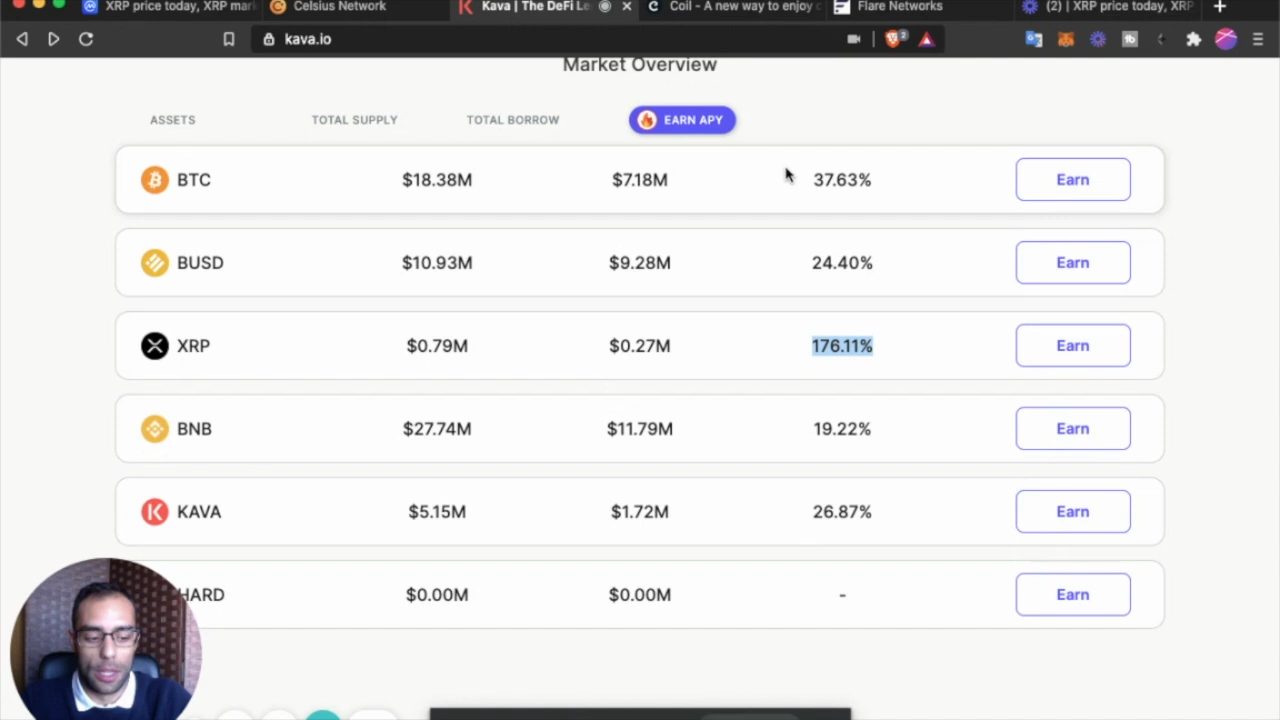 XRP price today, XRP mark
Celsius Network
Kava | The DeFi Le
Coil - A new way to enjoy c
Flare Networks
(2) | XRP price today, XRP
kava.io
2
Market Overview
ASSETS TOTAL SUPPLY TOTAL BORROW EARN APY
BTC $18.38M $7.18M 37.63% Earn
BUSD $10.93M $9.28M 24.40% Earn
XRP $0.79M $0.27M 176.11% Earn
BNB $27.74M $11.79M 19.22% Earn
KAVA $5.15M $1.72M 26.87% Earn
HARD $0.00M $0.00M - Earn